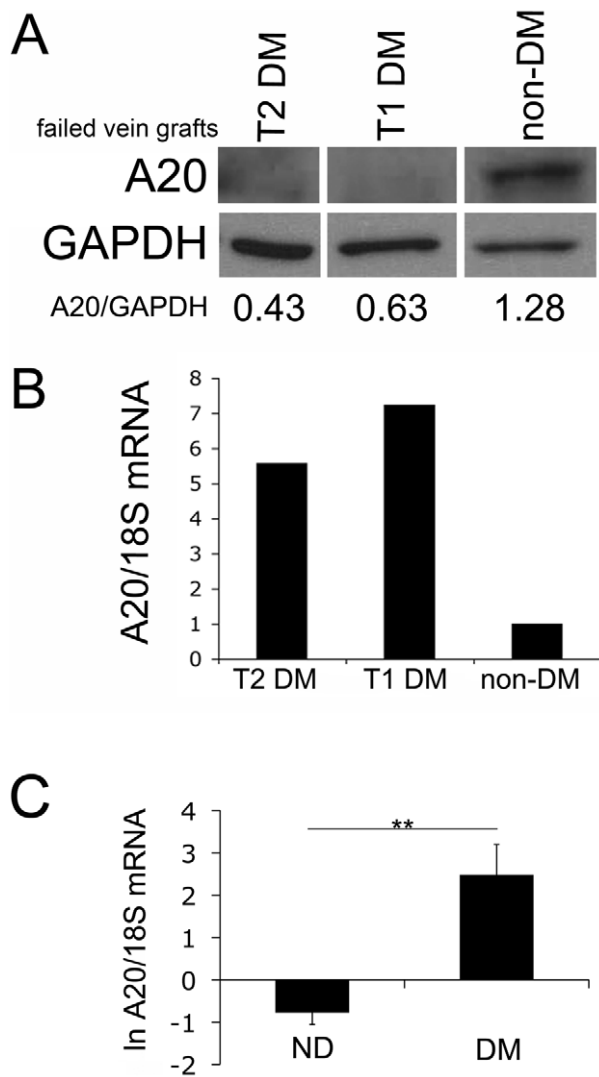 A
failed vein grafts
T2 DM
T1 DM
non-DM
A20
GAPDH
A20/GAPDH 0.43 0.63 1.28
B
A20/18S mRNA
8
7
6
5
4
3
2
1
0
T2 DM T1 DM non-DM
C
ln A20/18S mRNA
4
3
2
1
0
-1
-2
**
ND DM